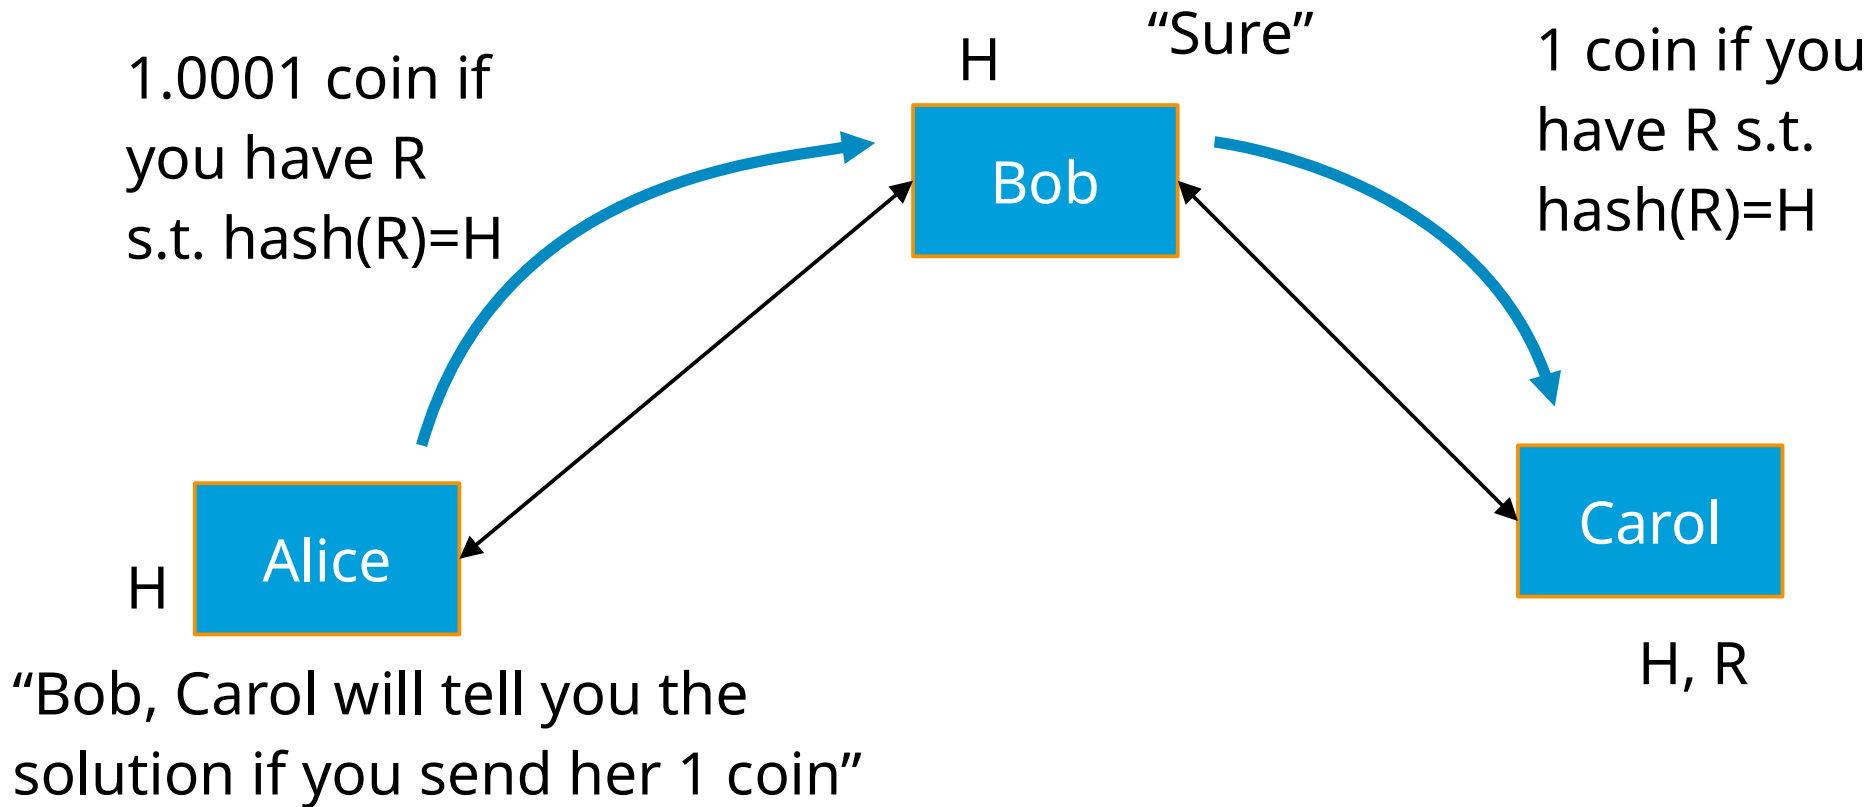 1.0001 coin if
you have R
s.t. hash(R)=H
H
“Sure”
1 coin if you
have R s.t.
hash(R)=H
Bob
Alice
H
Carol
H, R
“Bob, Carol will tell you the
solution if you send her 1 coin”